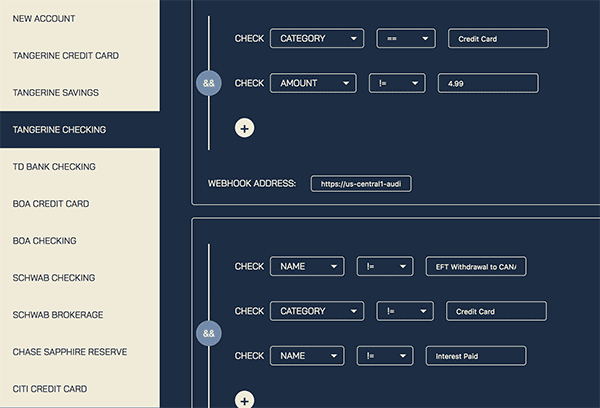 NEW ACCOUNT
TANGERINE CREDIT CARD
TANGERINE SAVINGS
TANGERINE CHECKING
TD BANK CHECKING
BOA CREDIT CARD
BOA CHECKING
SCHWAB CHECKING
SCHWAB BROKERAGE
CHASE SAPPHIRE RESERVE
CITI CREDIT CARD
CHECK CATEGORY == Credit Card
&& CHECK AMOUNT != 4.99
+
WEBHOOK ADDRESS: https://us-central1-audi
CHECK NAME != EFT Withdrawal to CAN
CHECK CATEGORY != Credit Card
&&
CHECK NAME != Interest Paid
+